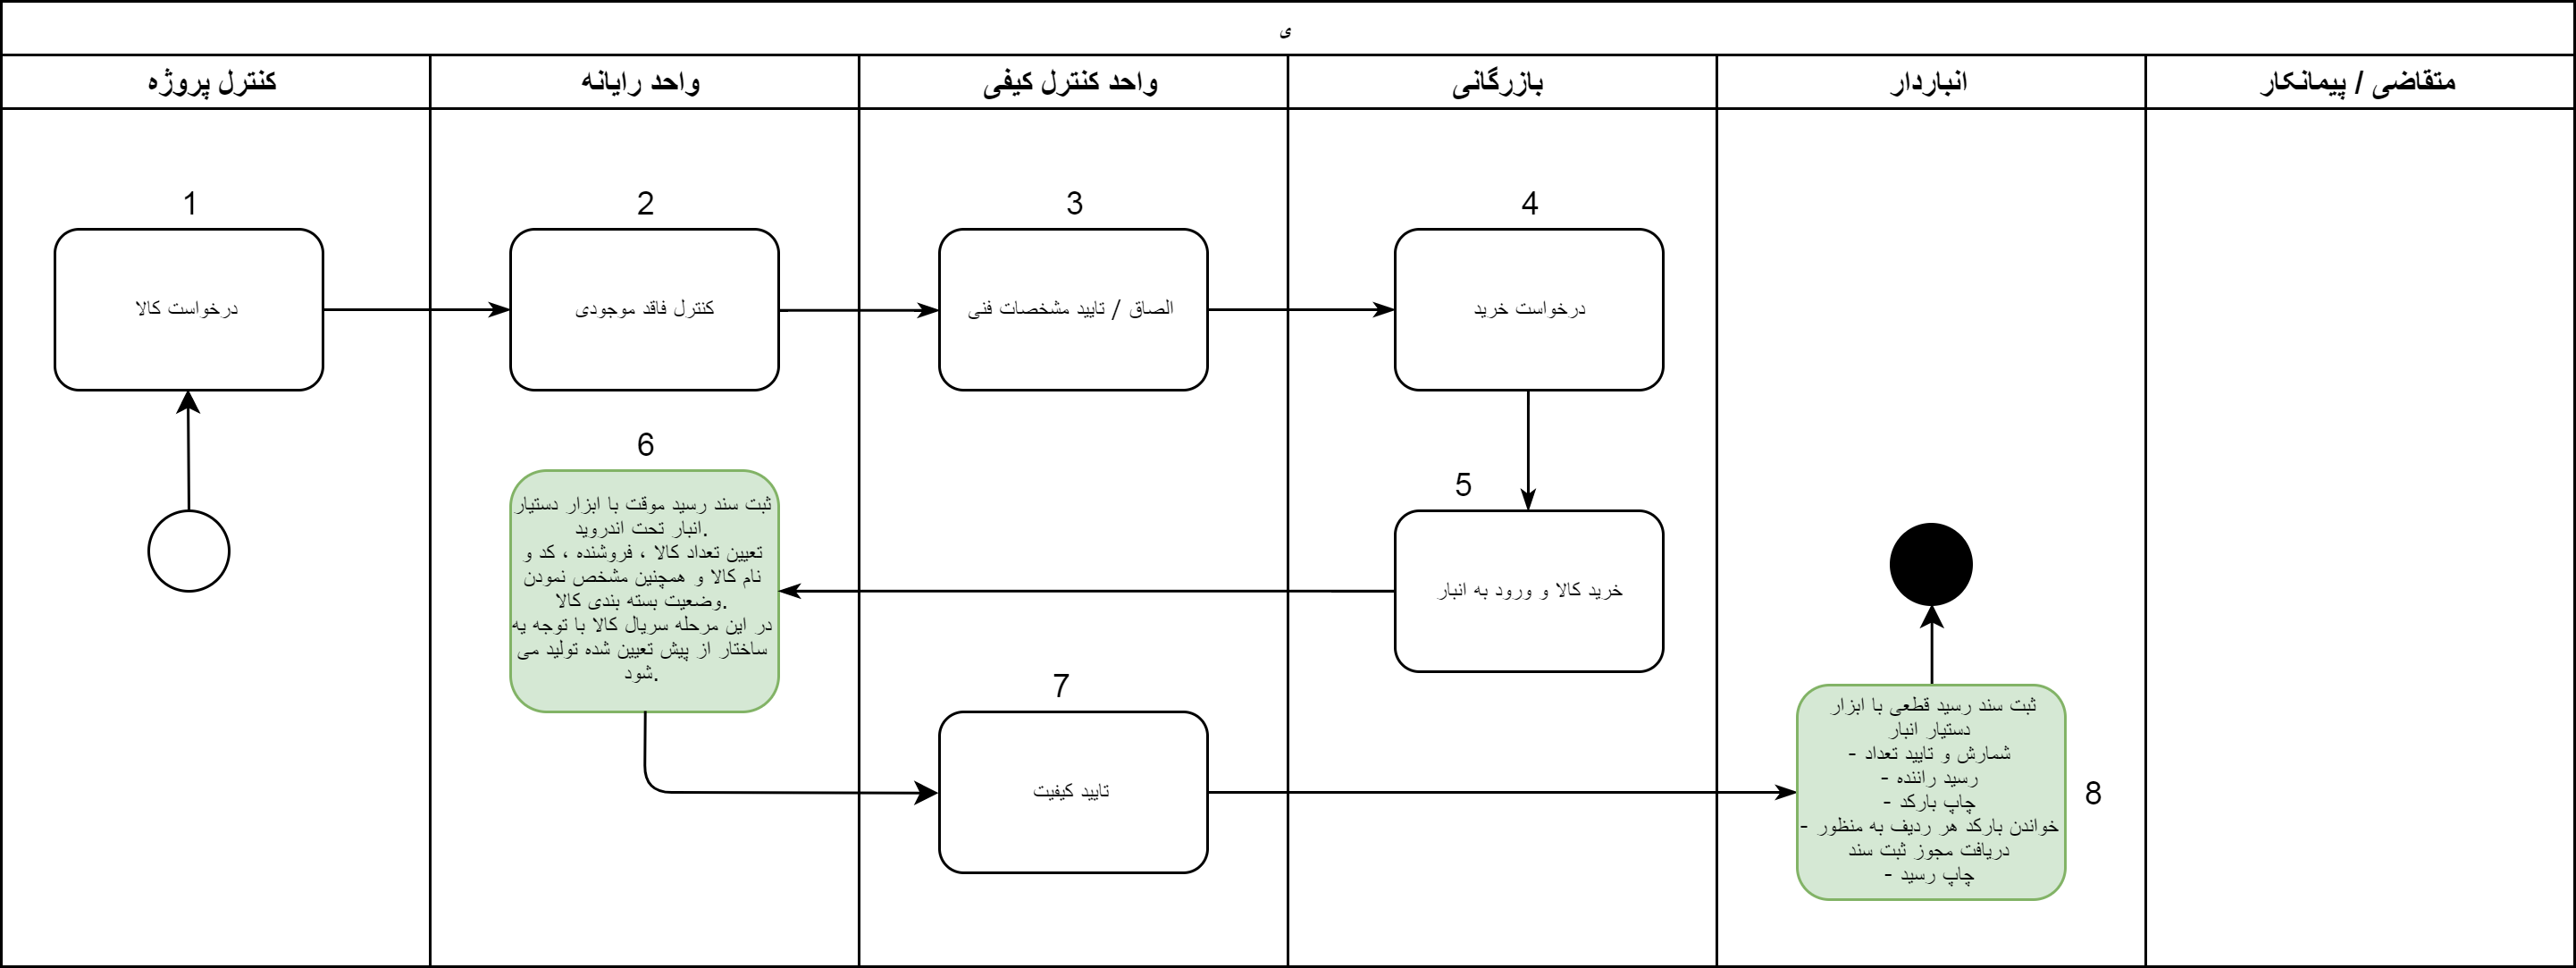 ی
کنترل پروژه
واحد رایانه
واحد کنترل کیفی
بازرگانی
انباردار
متقاضی / پیمانکار
1
درخواست کالا
2
کنترل فاقد موجودی
3
الصاق / تایید مشخصات فنی
4
درخواست خرید
5
خرید کالا و ورود به انبار
6
ثبت سند رسید موقت با ابزار دستیار
انبار تحت اندروید.
تعیین تعداد کالا ، فروشنده ، کد و
نام کالا و همچنین مشخص نمودن
وضعیت بسته بندی کالا.
در این مرحله سریال کالا با توجه یه
ساختار از پیش تعیین شده تولید می
شود.
7
تایید کیفیت
8
ثبت سند رسید قطعی با ابزار
دستیار انبار
شمارش و تایید تعداد -
رسید راننده -
چاپ بارکد -
خواندن بارکد هر ردیف به منظور -
دریافت مجوز ثبت سند
چاپ رسید -